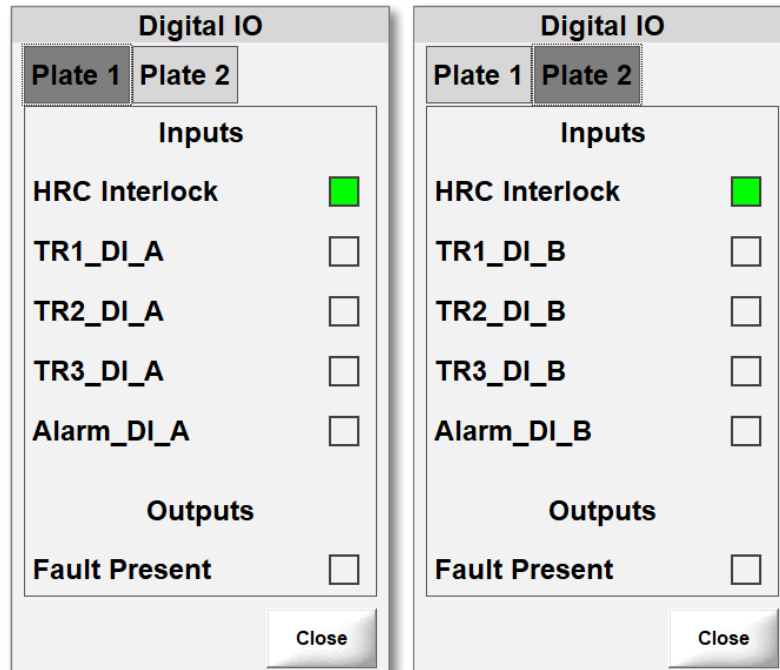 Digital IO
Plate 1 Plate 2
Inputs
HRC Interlock
TR1_DI_A
TR2_DI_A
TR3_DI_A
Alarm_DI_A
Outputs
Fault Present
Close
Digital IO
Plate 1 Plate 2
Inputs
HRC Interlock
TR1_DI_B
TR2_DI_B
TR3_DI_B
Alarm_DI_B
Outputs
Fault Present
Close